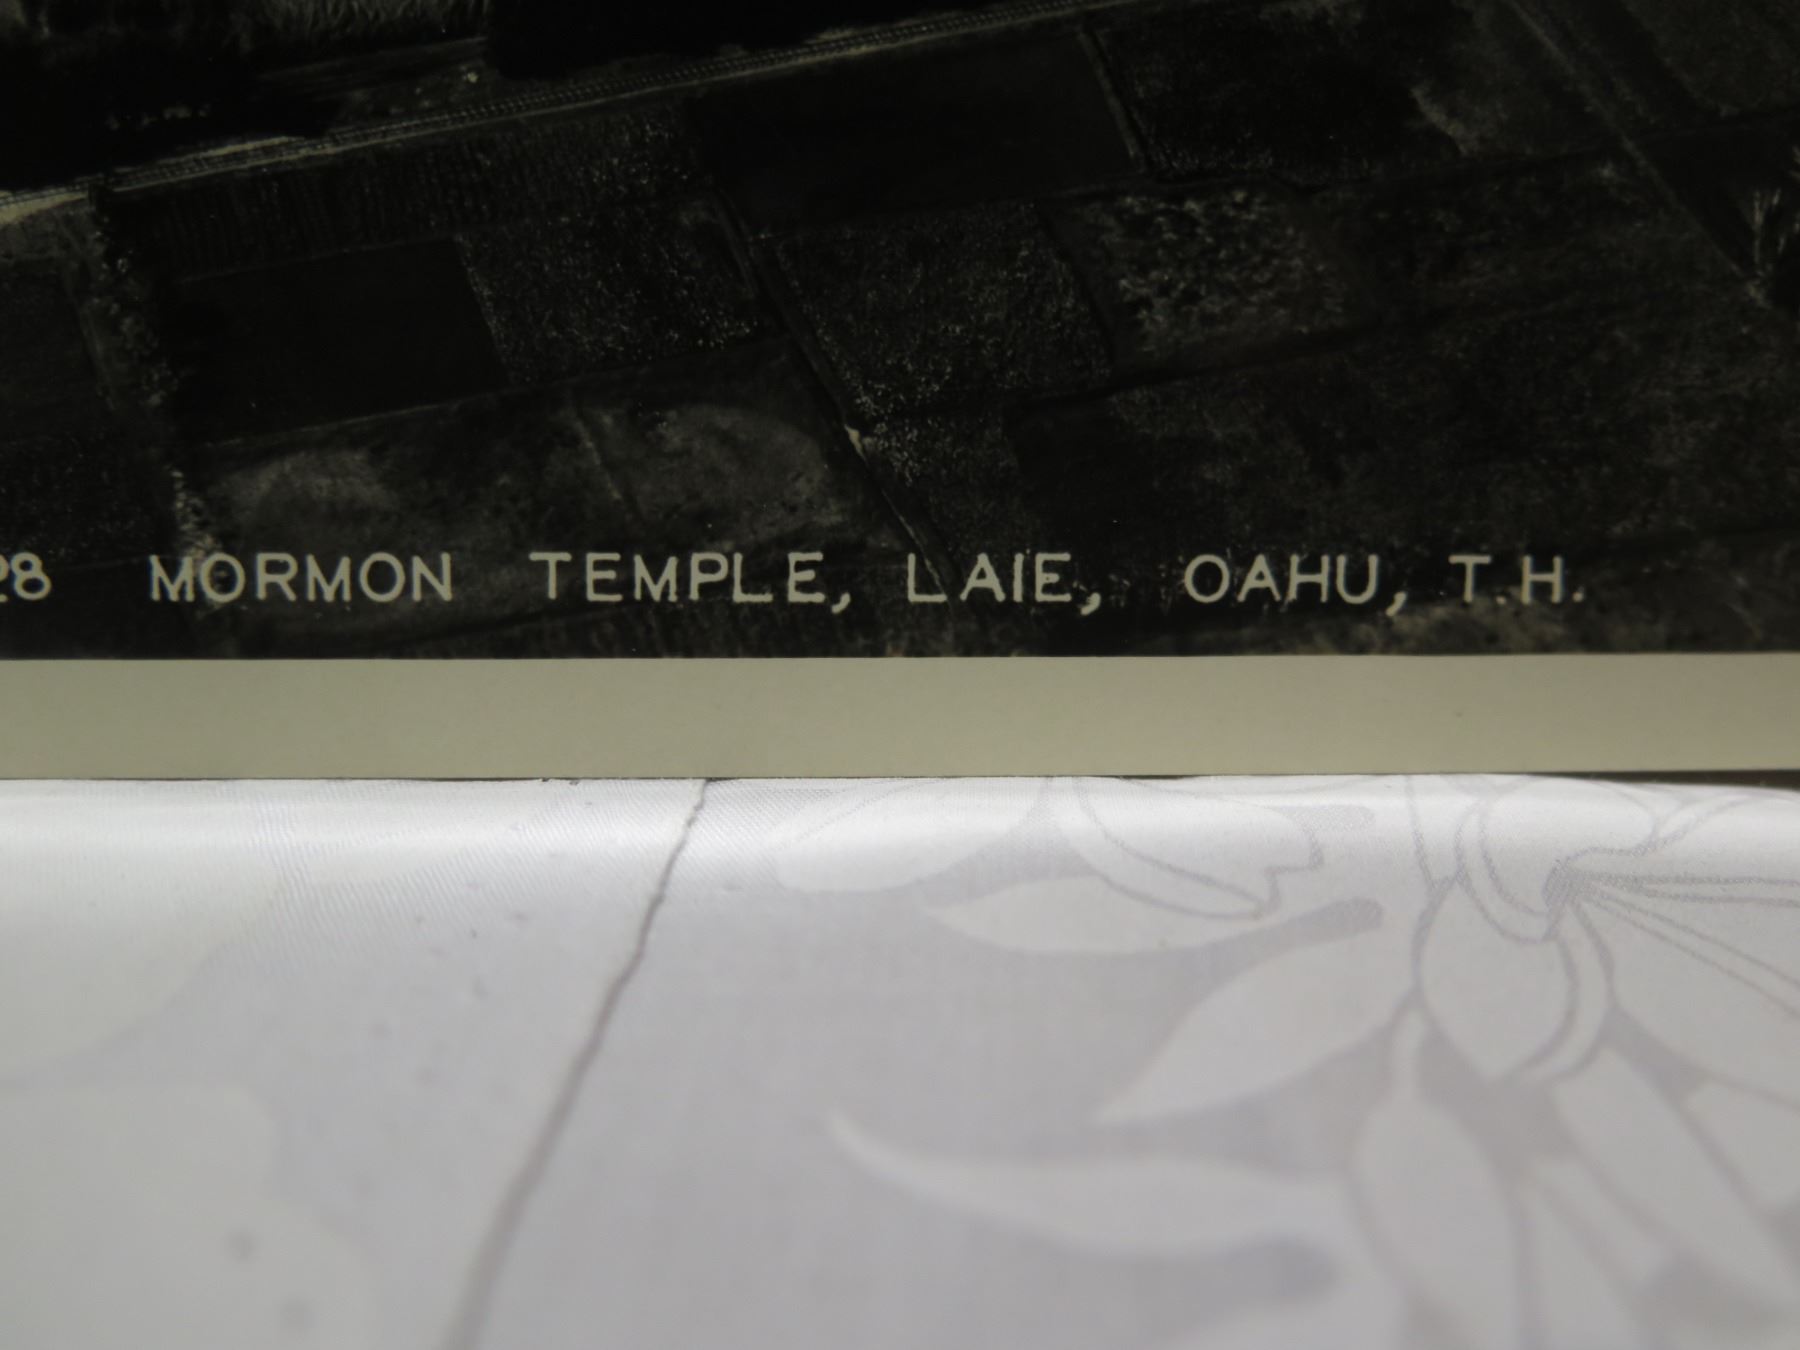 28 MORMON TEMPLE, LAIE, OAHU, T.H.